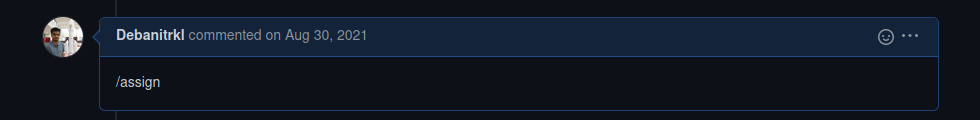 Debanitrkl commented on Aug 30, 2021
/assign